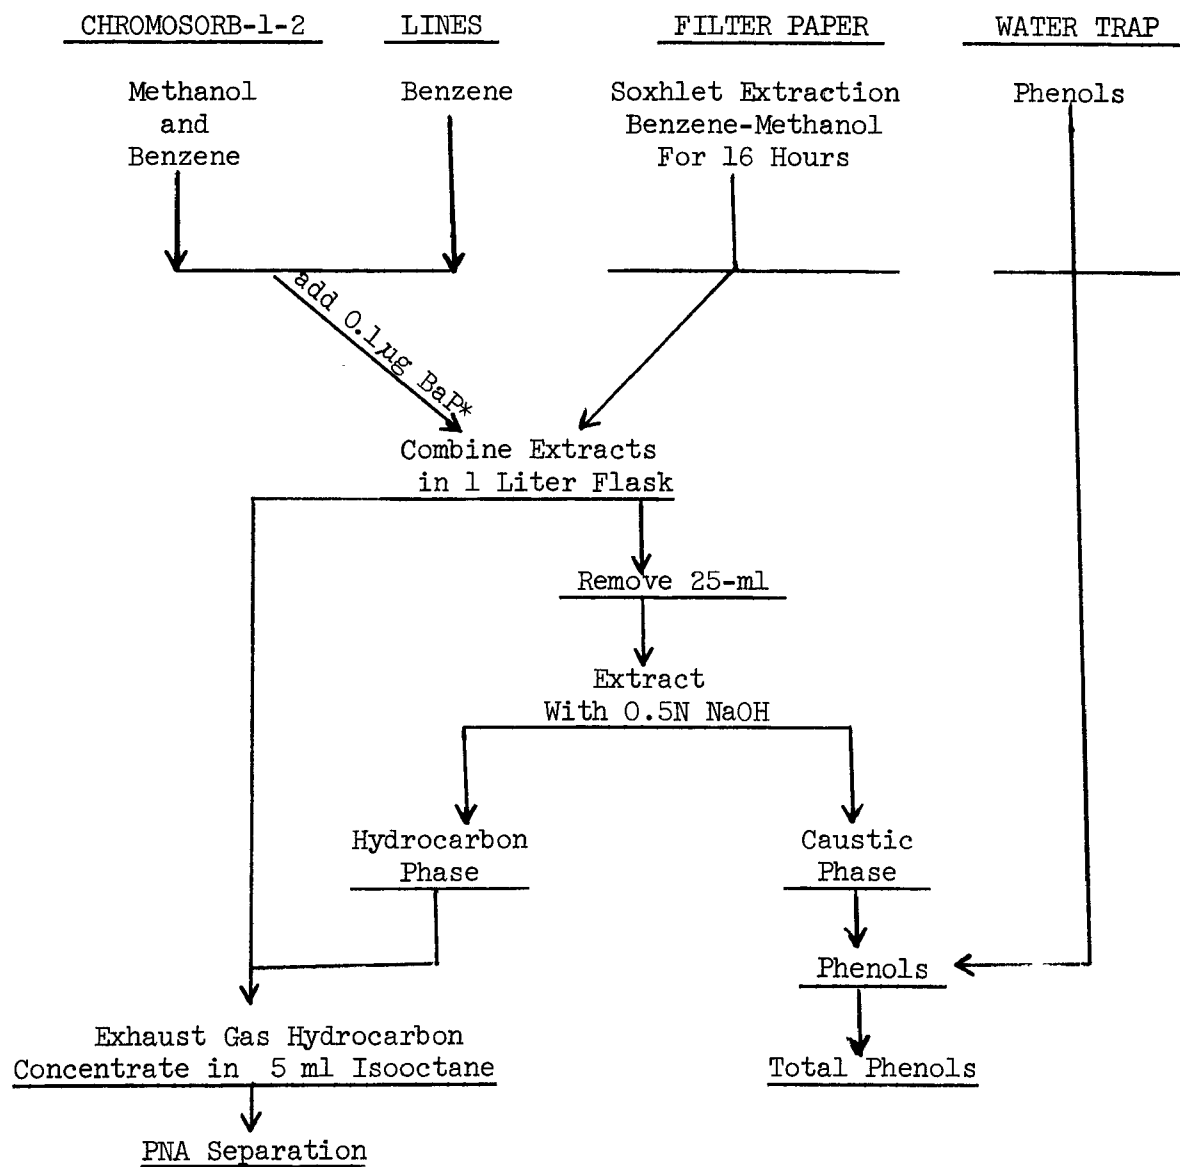 CHROMOSORB-1-2
LINES
FILTER PAPER
WATER TRAP
Methanol
and
Benzene
Benzene
Soxhlet Extraction
Benzene-Methanol
For 16 Hours
Phenols
add 0.1µg BaP*
Combine Extracts
in 1 Liter Flask
Remove 25-ml
Extract
With 0.5N NaOH
Hydrocarbon
Phase
Caustic
Phase
Phenols
Exhaust Gas Hydrocarbon
Concentrate in 5 ml Isooctane
Total Phenols
PNA Separation